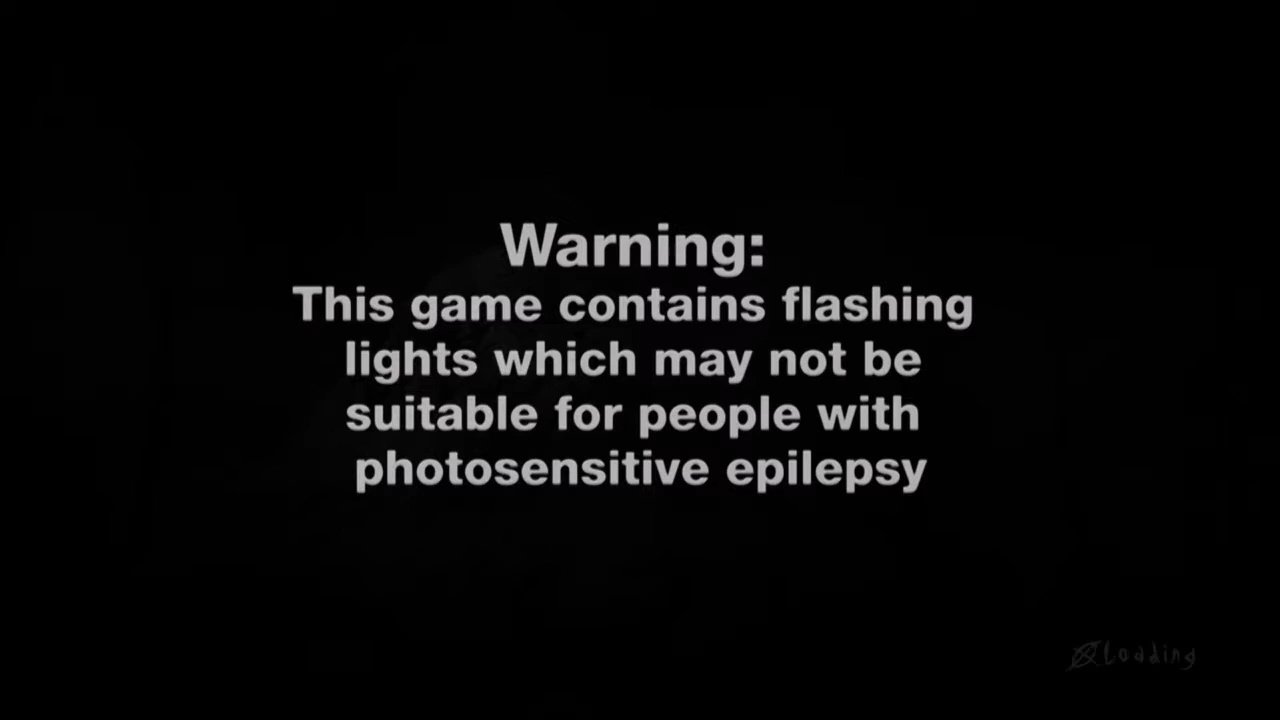 Warning:
This game contains flashing
lights which may not be
suitable for people with
photosensitive epilepsy
Loading